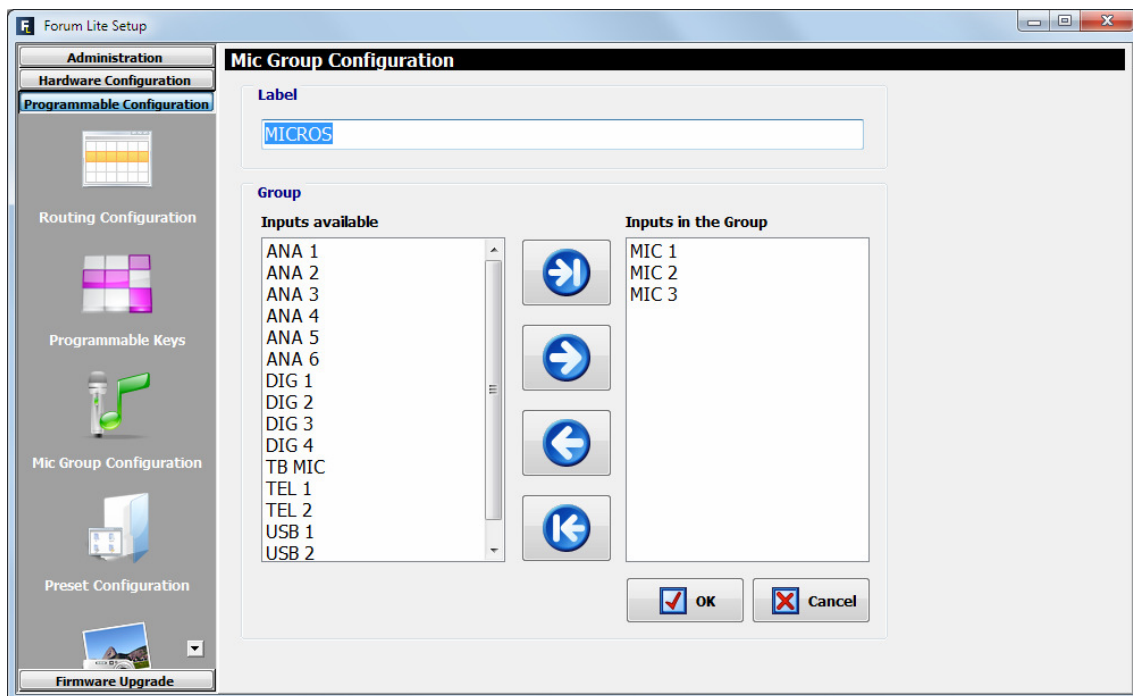 Forum Lite Setup
Administration
Hardware Configuration
Programmable Configuration
Routing Configuration
Programmable Keys
Mic Group Configuration
Preset Configuration
Firmware Upgrade
Mic Group Configuration
Label
MICROS
Group
Inputs available
ANA 1
ANA 2
ANA 3
ANA 4
ANA 5
ANA 6
DIG 1
DIG 2
DIG 3
DIG 4
TB MIC
TEL 1
TEL 2
USB 1
USB 2
Inputs in the Group
MIC 1
MIC 2
MIC 3
OK
Cancel